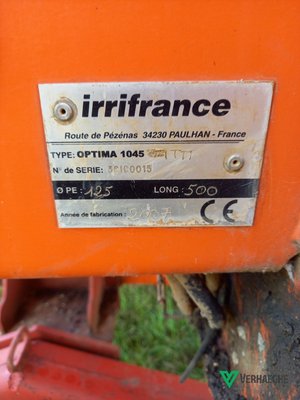 irrifrance
Route de Pézenas 34230 PAULHAN - France
TYPE: OPTIMA 1045
N° de SERIE:
Ø PE : 125 LONG : 500
Année de fabrication :
CE
VERHAEGHE